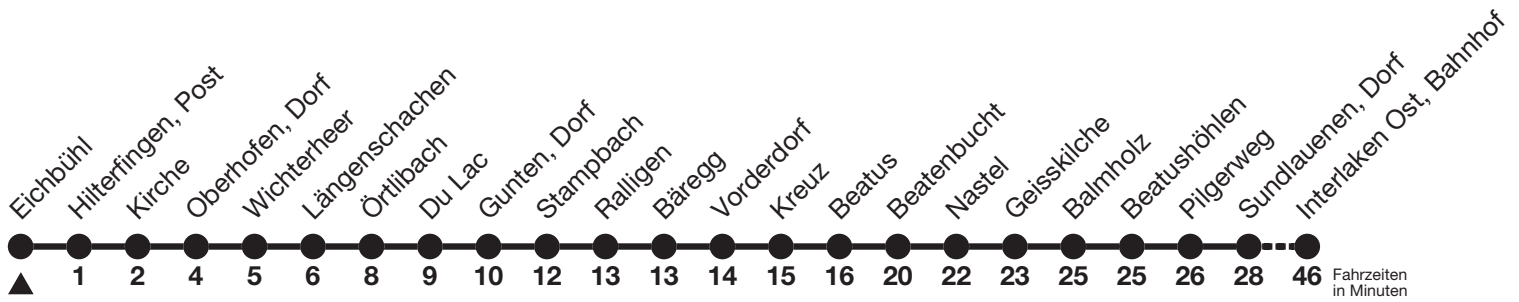 Eichbühl
Hilterfingen, Post
Kirche
Oberhofen, Dorf
Wichterheer
Längenschachen
Örtlibach
Du Lac
Gunten, Dorf
Stampbach
Ralligen
Bäregg
Vorderdorf
Kreuz
Beatus
Beatenbucht
Nastel
Geisskilche
Balmholz
Beatushöhlen
Pilgerweg
Sundlauenen, Dorf
Interlaken Ost, Bahnhof
1 2 4 5 6 8 9 10 12 13 13 14 15 16 20 22 23 25 25 26 28 46
Fahrzeiten
in Minuten